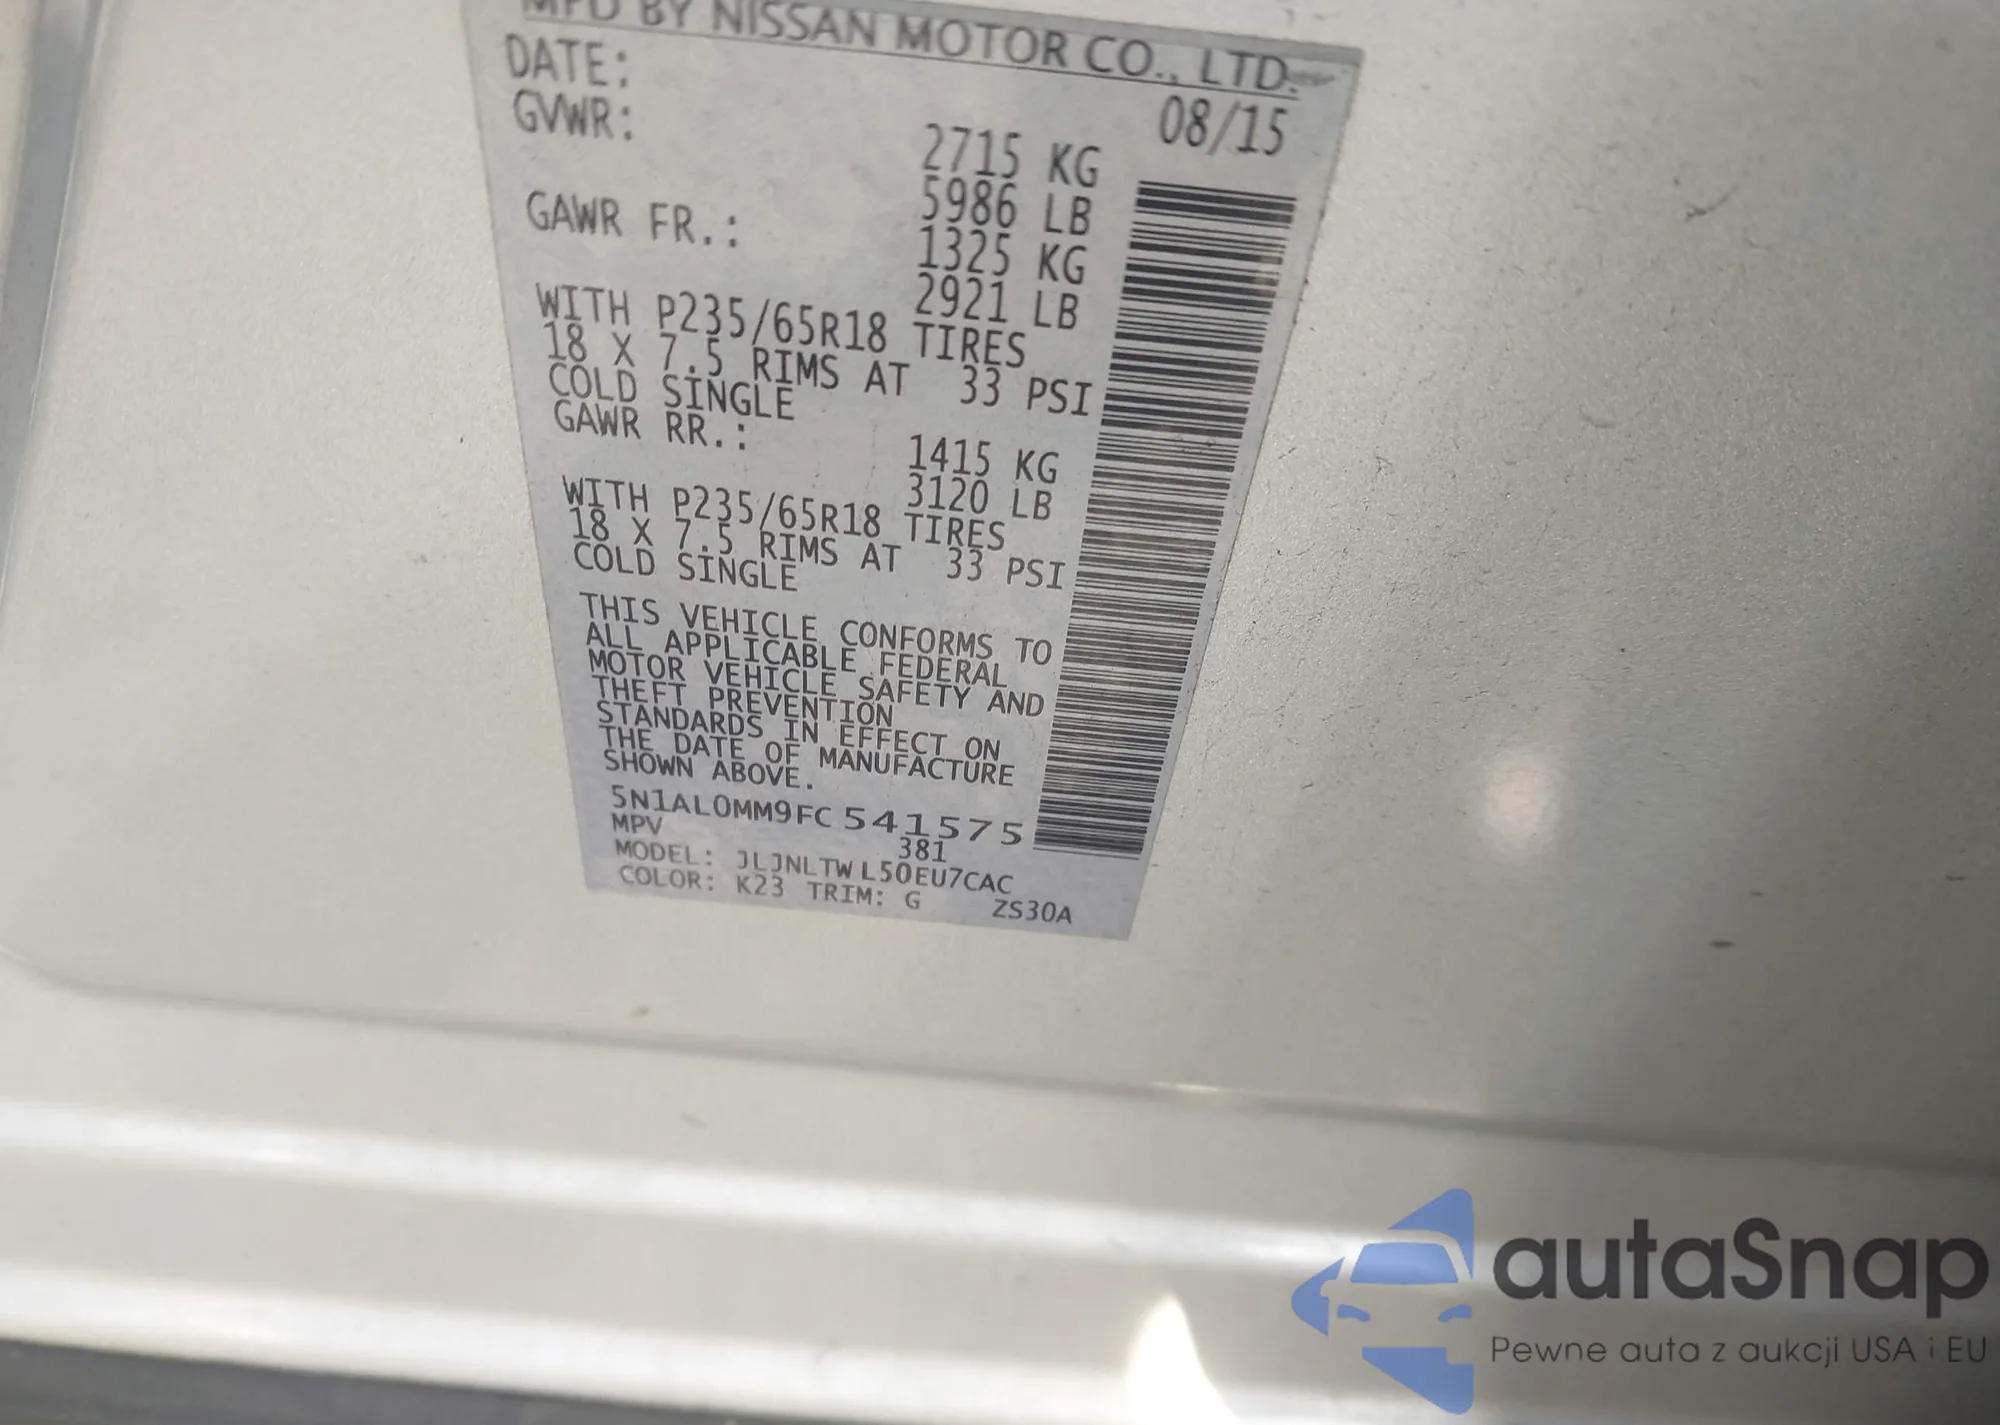 MFD BY NISSAN MOTOR CO., LTD.
DATE: 08/15
GVWR: 2715 KG
5986 LB
GAWR FR.: 1325 KG
2921 LB
WITH P235/65R18 TIRES
18 X 7.5 RIMS AT 33 PSI
COLD SINGLE
GAWR RR.: 1415 KG
3120 LB
WITH P235/65R18 TIRES
18 X 7.5 RIMS AT 33 PSI
COLD SINGLE
THIS VEHICLE CONFORMS TO
ALL APPLICABLE FEDERAL
MOTOR VEHICLE SAFETY AND
THEFT PREVENTION
STANDARDS IN EFFECT ON
THE DATE OF MANUFACTURE
SHOWN ABOVE.
5N1AL0MM9FC541575
MPV 381
MODEL: JLJNLTWL50EU7CAC
COLOR: K23 TRIM: G ZS30A
autaSnap
Pewne auta z aukcji USA i EU